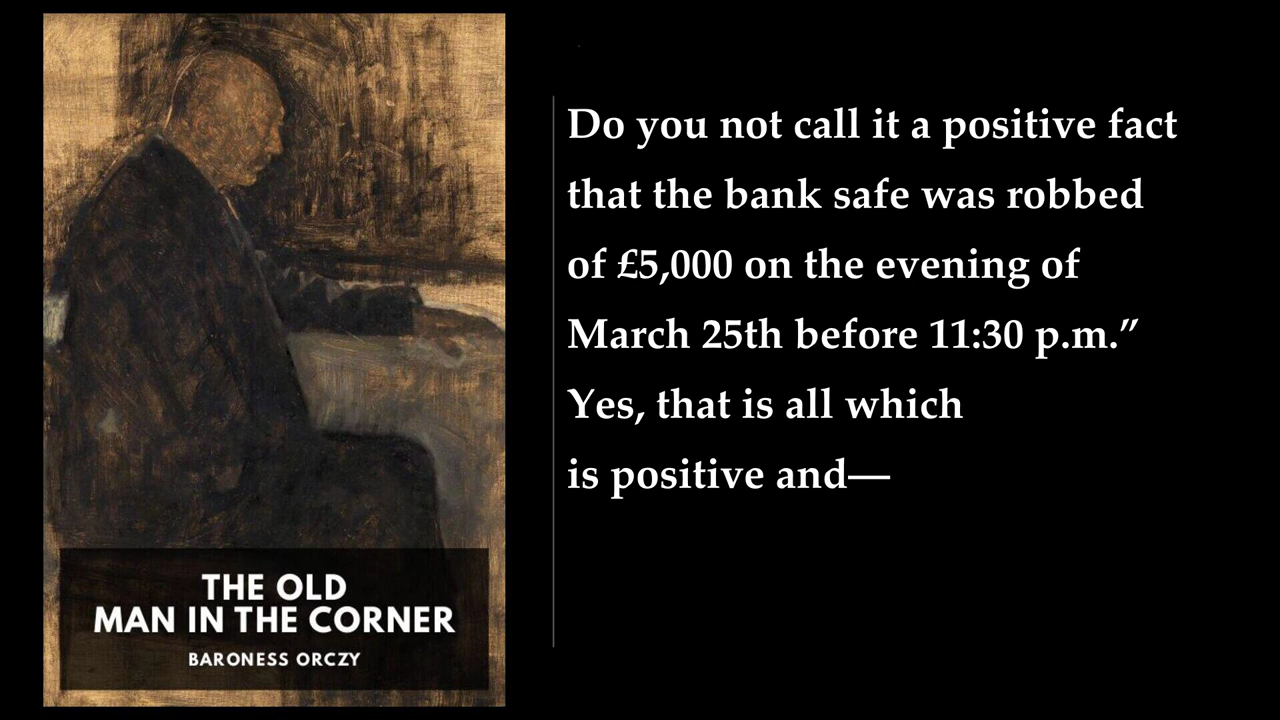 Do you not call it a positive fact
that the bank safe was robbed
of £5,000 on the evening of
March 25th before 11:30 p.m.”
Yes, that is all which
is positive and—
THE OLD
MAN IN THE CORNER
BARONESS ORCZY